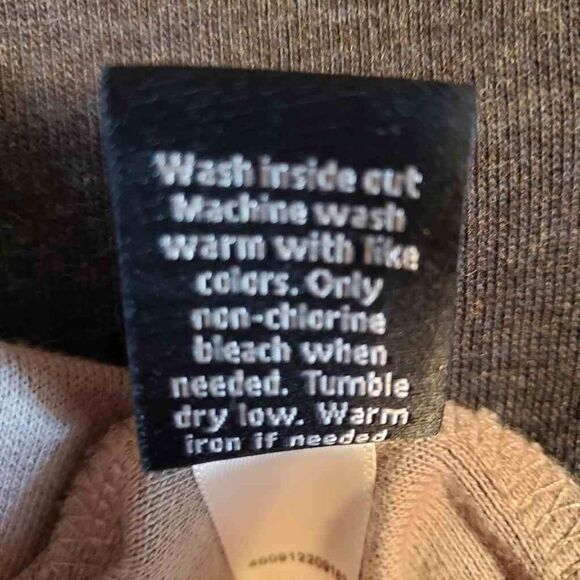 Wash inside out
Machine wash
warm with like
colors. Only
non-chlorine
bleach when
needed. Tumble
dry low. Warm
iron if needed